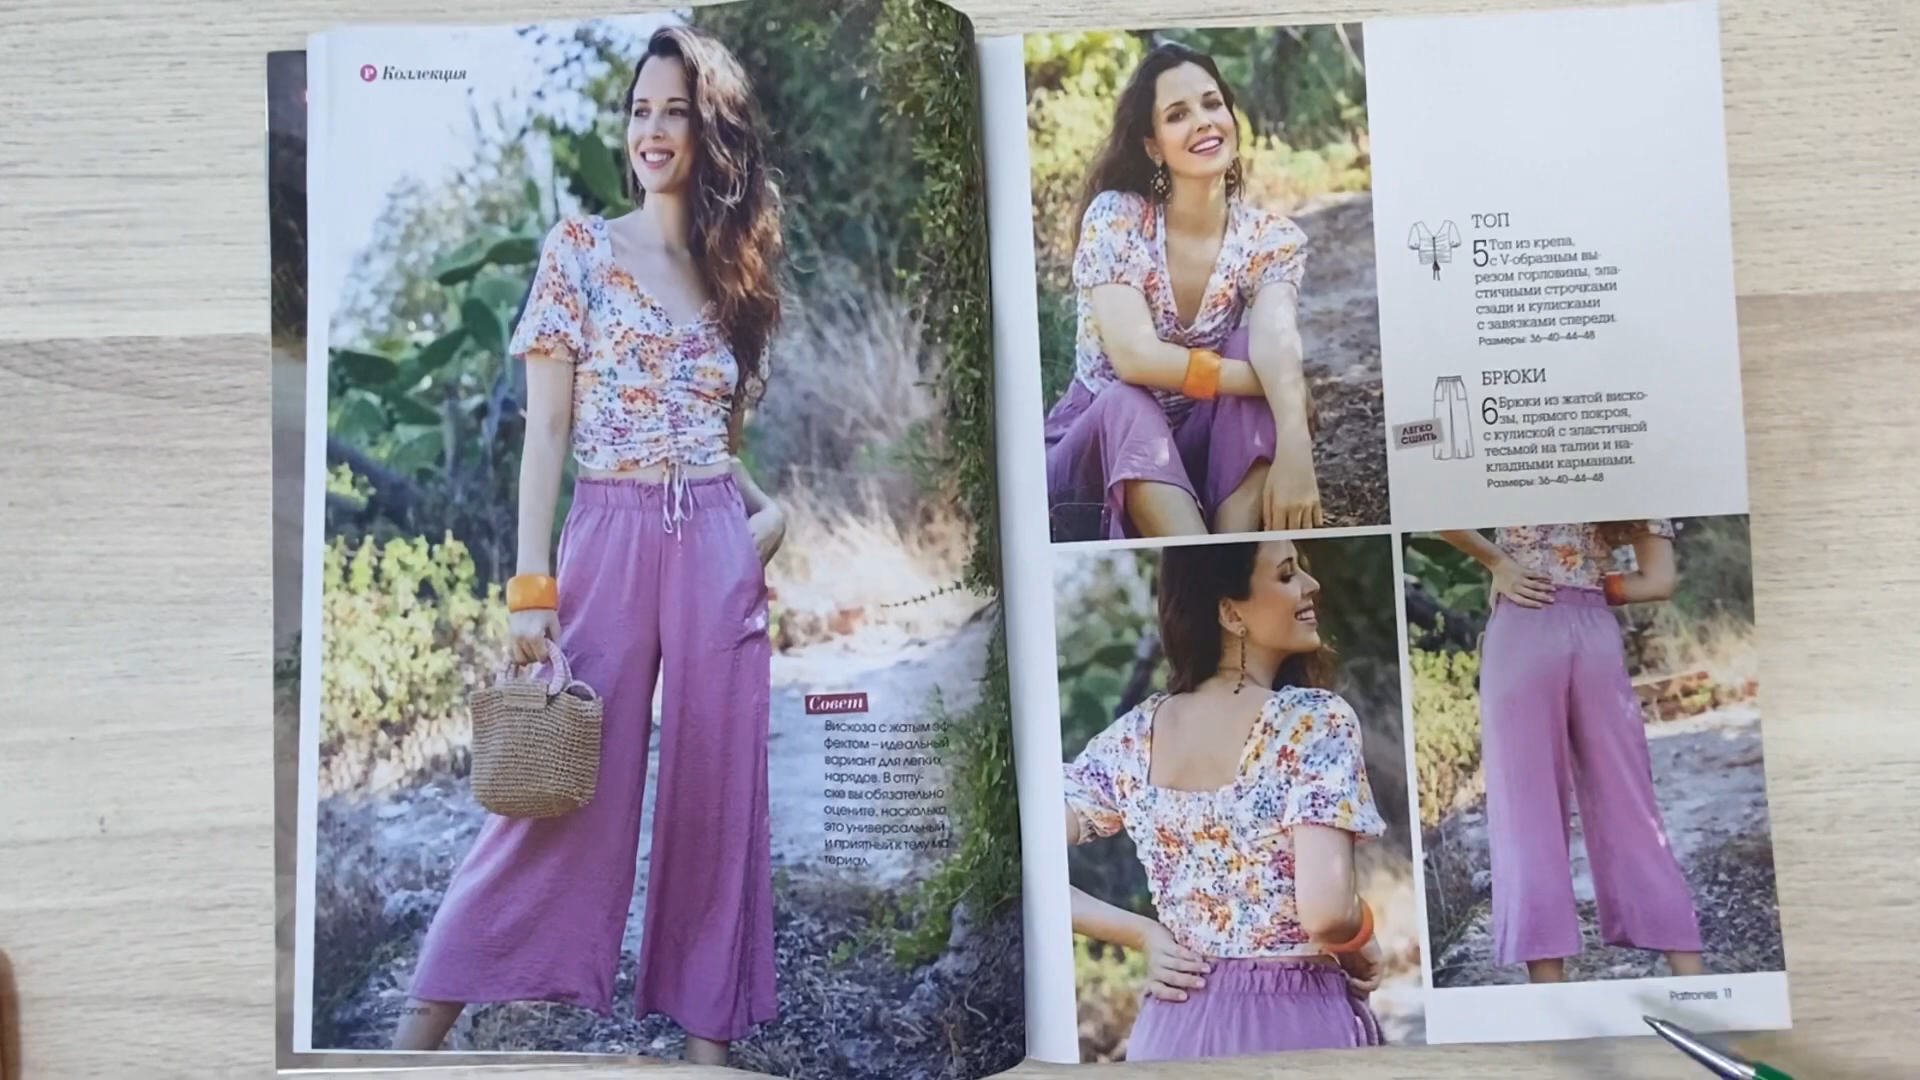 Коллекция
Совет
Вискоза с жатым эф-
фектом – идеальный
вариант для легких
нарядов. В отпу-
ске вы обязательно
оцените, насколько
это универсальный
и приятный к телу ма
териал.
ТОП
5 Топ из крепа,
с V-образным вы-
резом горловины, эла-
стичными строчками
сзади и кулисками
с завязками спереди.
Размеры: 36–40–44–48
БРЮКИ
ЛЕГКО
СШИТЬ
6 Брюки из жатой виско-
зы, прямого покроя,
с кулиской с эластичной
тесьмой на талии и на-
кладными карманами.
Размеры: 36–40–44–48
Patrones 11